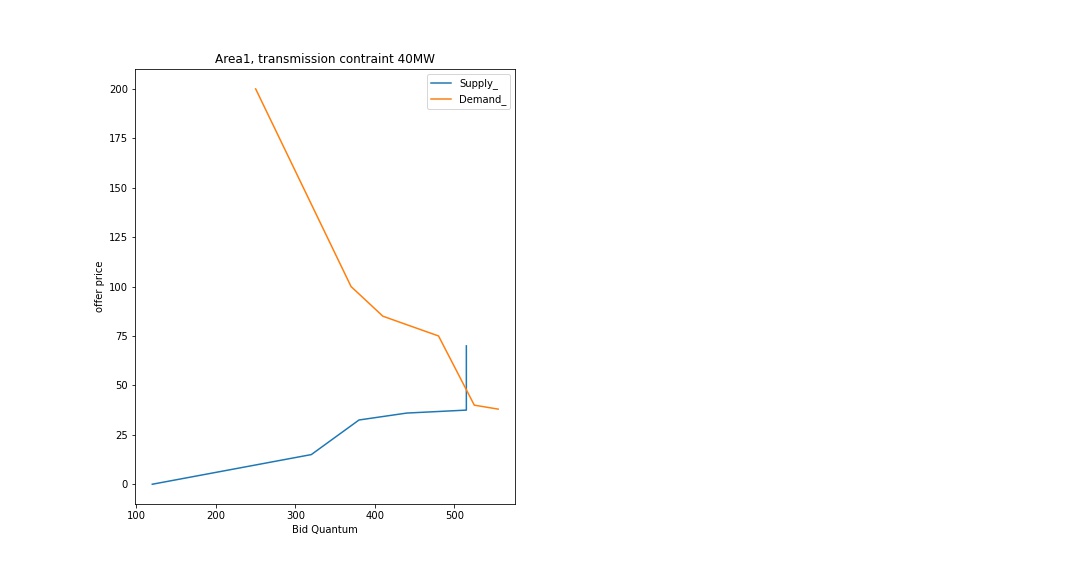 Area1, transmission contraint 40MW
Supply_
Demand_
200
175
150
125
100
75
50
25
0
offer price
100 200 300 400 500
Bid Quantum